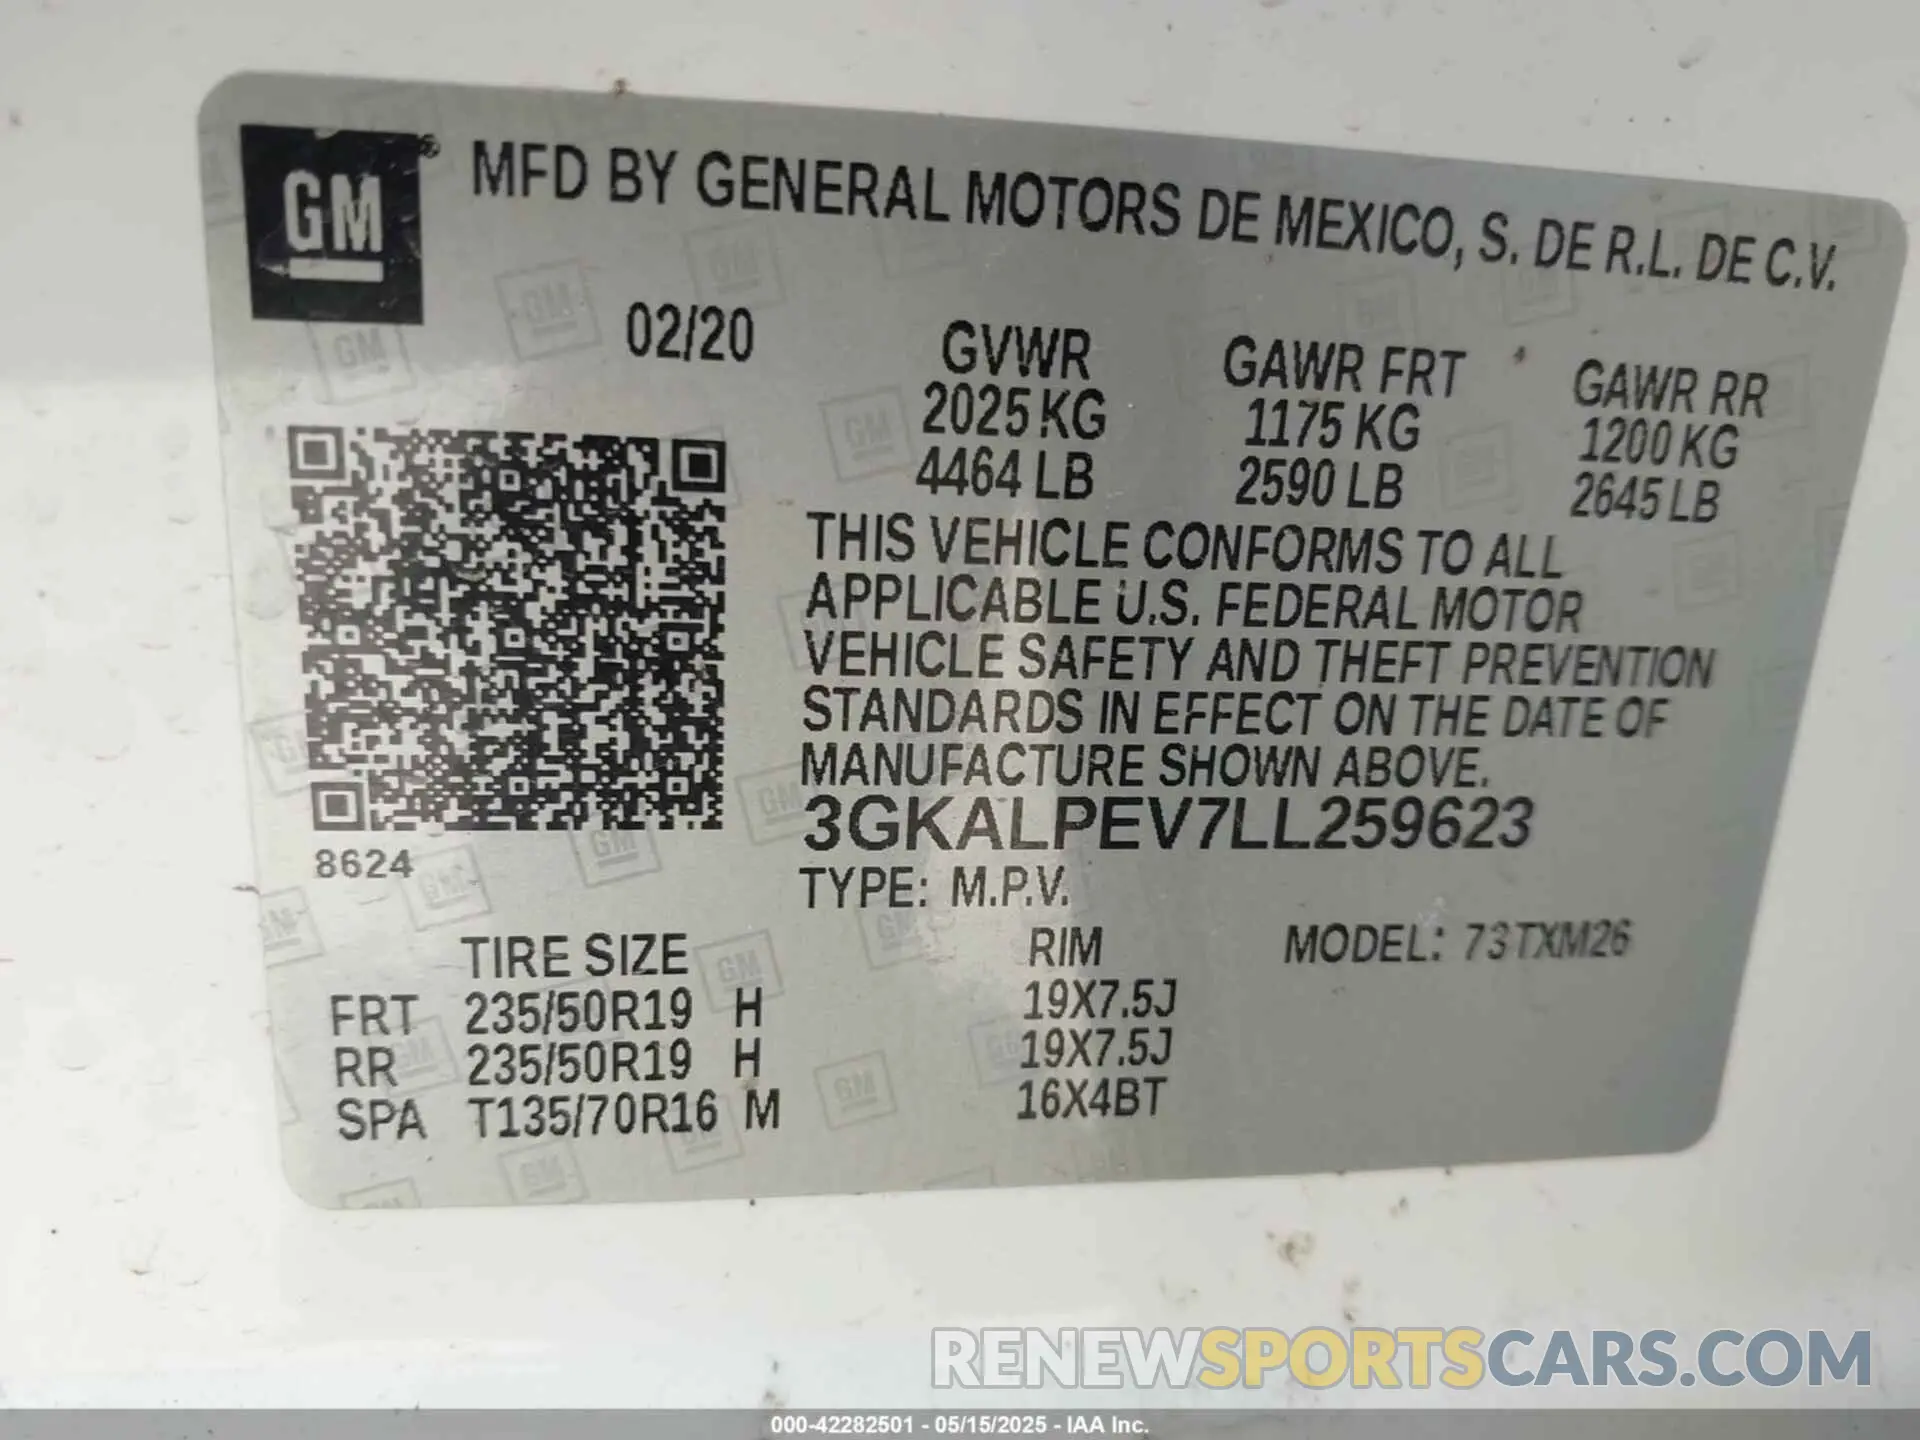 GM®
MFD BY GENERAL MOTORS DE MEXICO, S. DE R.L. DE C.V.
02/20
GVWR
2025 KG
4464 LB
GAWR FRT
1175 KG
2590 LB
GAWR RR
1200 KG
2645 LB
THIS VEHICLE CONFORMS TO ALL
APPLICABLE U.S. FEDERAL MOTOR
VEHICLE SAFETY AND THEFT PREVENTION
STANDARDS IN EFFECT ON THE DATE OF
MANUFACTURE SHOWN ABOVE.
3GKALPEV7LL259623
8624
TYPE: M.P.V.
TIRE SIZE RIM MODEL: 73TXM26
FRT 235/50R19 H 19X7.5J
RR 235/50R19 H 19X7.5J
SPA T135/70R16 M 16X4BT
RENEWSPORTSCARS.COM
000-42282501 - 05/15/2025 - IAA Inc.